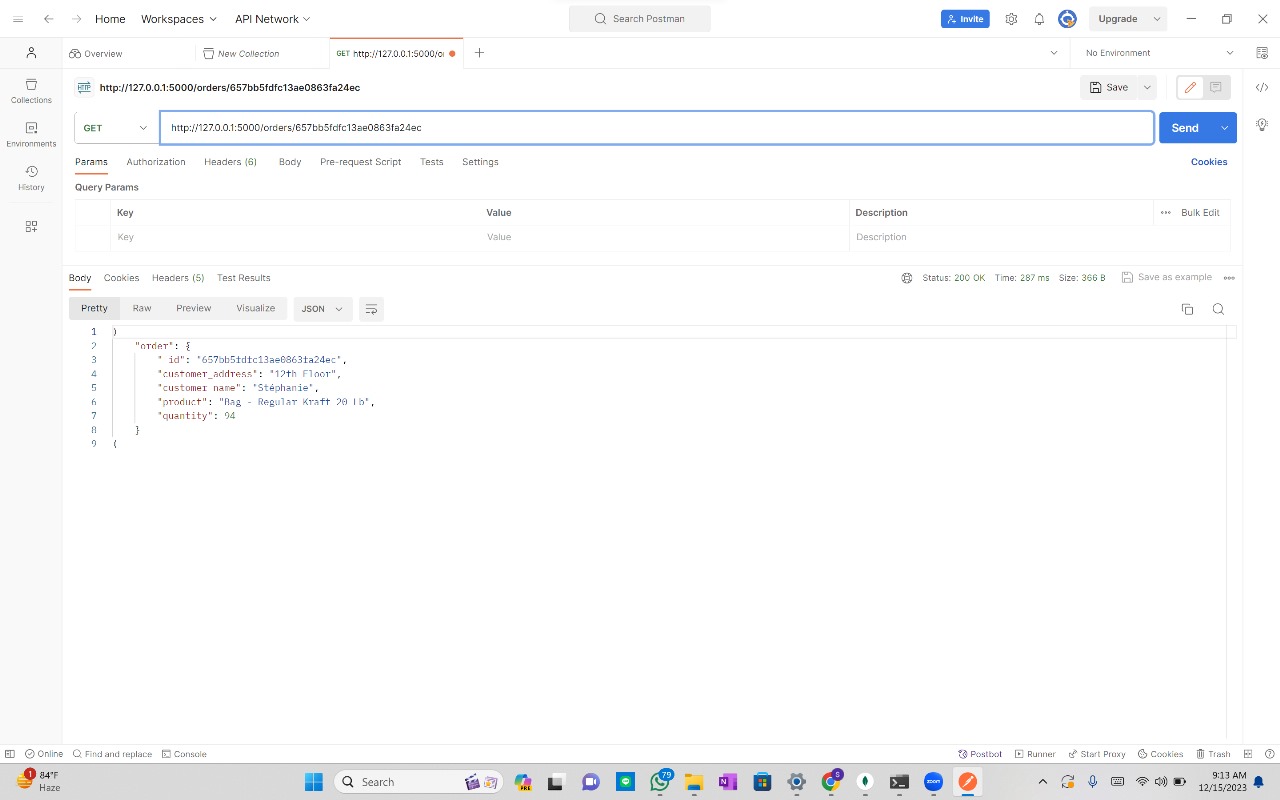 Home Workspaces API Network Search Postman Invite Upgrade
Overview New Collection GET http://127.0.0.1:5000/or No Environment
HTTP http://127.0.0.1:5000/orders/657bb5fdfc13ae0863fa24ec Save
Collections
Environments
History
GET http://127.0.0.1:5000/orders/657bb5fdfc13ae0863fa24ec Send
Params Authorization Headers (6) Body Pre-request Script Tests Settings Cookies
Query Params
Key Value Description Bulk Edit
Key Value Description
Body Cookies Headers (5) Test Results Status: 200 OK Time: 287 ms Size: 366 B Save as example
Pretty Raw Preview Visualize JSON
1 }
2 "order": {
3 "_id": "657bb5fdfc13ae0863fa24ec",
4 "customer_address": "12th Floor",
5 "customer_name": "Stéphanie",
6 "product": "Bag - Regular Kraft 20 Lb",
7 "quantity": 94
8 }
9 {
Online Find and replace Console Postbot Runner Start Proxy Cookies Trash
1 84°F
Haze
Search PRE 79 zoom 9:13 AM
12/15/2023